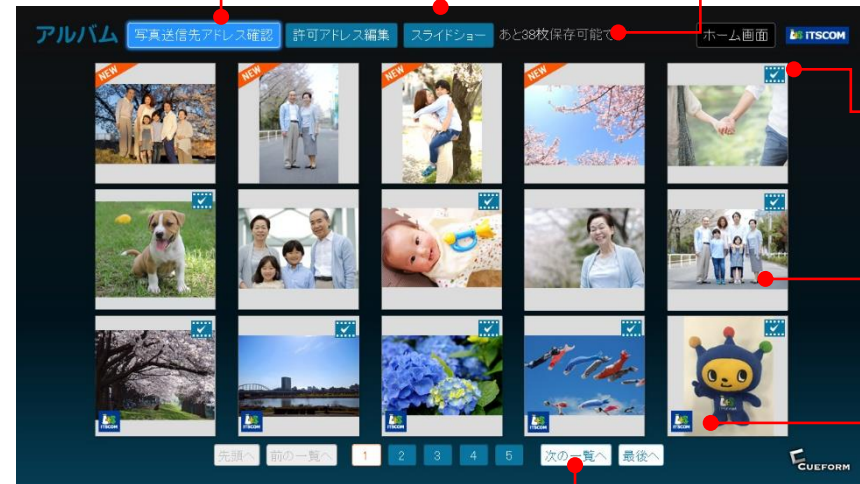 アルバム 写真送信先アドレス確認 許可アドレス編集 スライドショー あと38枚保存可能で ホーム画面 iTSCOM
NEW NEW NEW NEW
iTSCOM iTSCOM iTSCOM iTSCOM iTSCOM
先頭へ 前の一覧へ 1 2 3 4 5 次の一覧へ 最後へ
CUEFORM